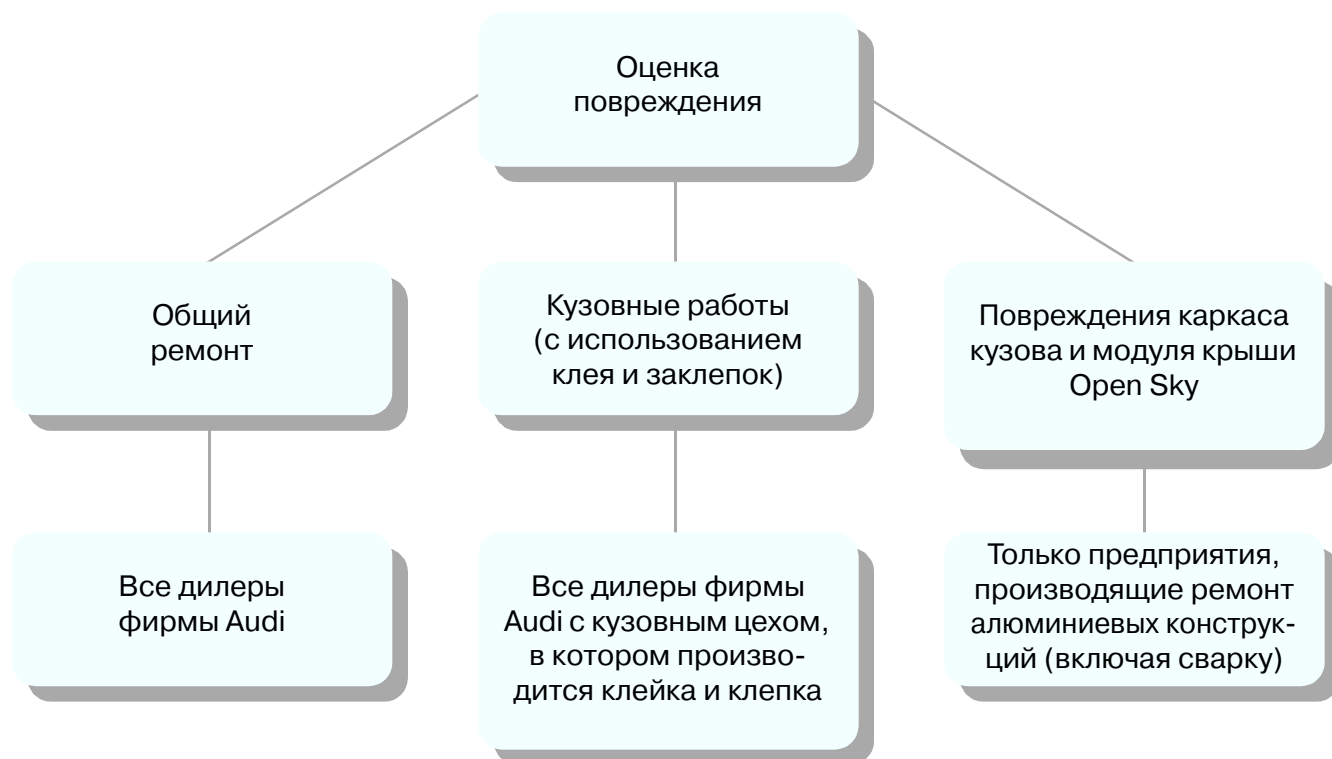 Оценка
повреждения
Общий
ремонт
Кузовные работы
(с использованием
клея и заклепок)
Повреждения каркаса
кузова и модуля крыши
Open Sky
Все дилеры
фирмы Audi
Все дилеры фирмы
Audi с кузовным цехом,
в котором произво-
дится клейка и клепка
Только предприятия,
производящие ремонт
алюминиевых конструк-
ций (включая сварку)